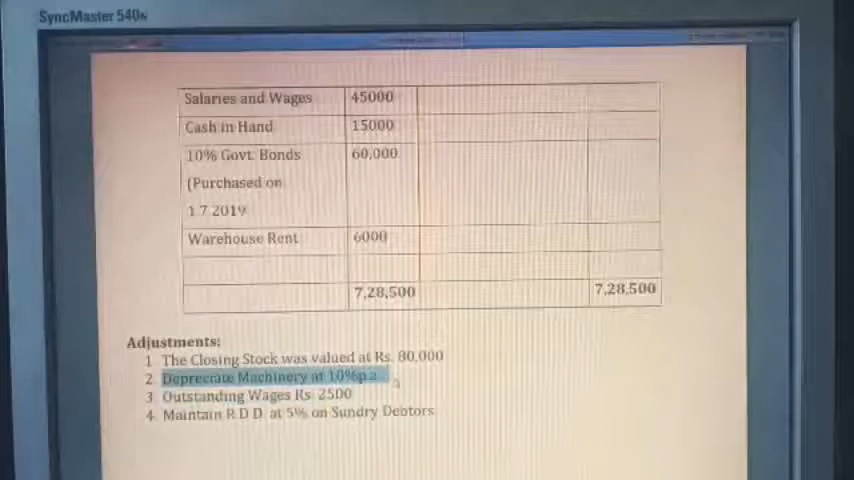 SyncMaster 540N
Salaries and Wages 45000
Cash in Hand 15000
10% Govt. Bonds 60,000
(Purchased on
1.7.2019
Warehouse Rent 6000
7,28,500 7,28,500
Adjustments:
1. The Closing Stock was valued at Rs. 80,000
2. Depreciate Machinery at 10%p.a.
3. Outstanding Wages Rs. 2500
4. Maintain R.D.D. at 5% on Sundry Debtors